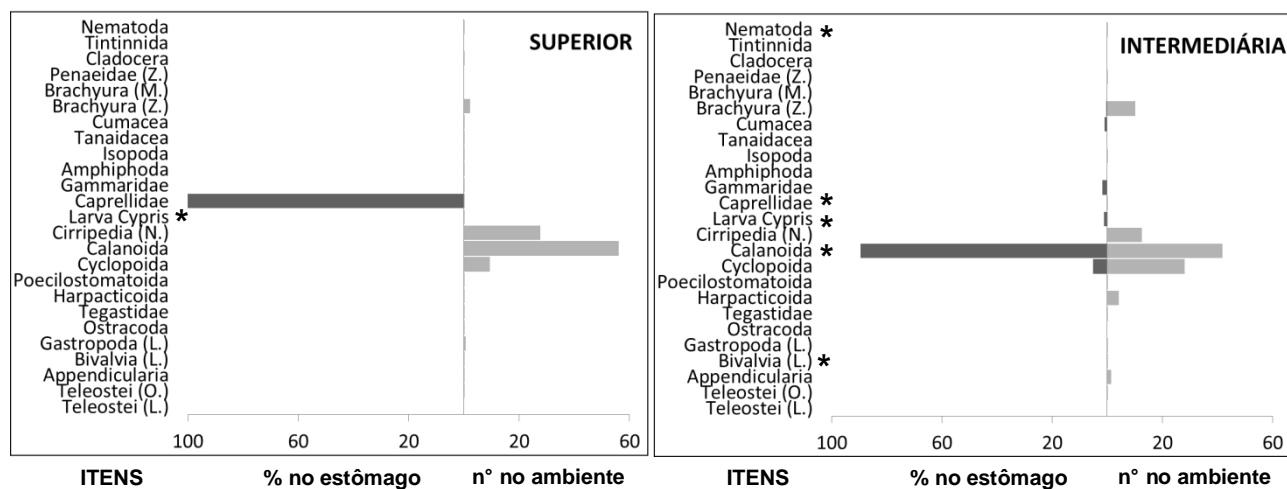 SUPERIOR
Nematoda
Tintinnida
Cladocera
Penaeidae (Z.)
Brachyura (M.)
Brachyura (Z.)
Cumacea
Tanaidacea
Isopoda
Amphiphoda
Gammaridae
Caprellidae
Larva Cypris *
Cirripedia (N.)
Calanoida
Cyclopoida
Poecilostomatoida
Harpacticoida
Tegastidae
Ostracoda
Gastropoda (L.)
Bivalvia (L.)
Appendicularia
Teleostei (O.)
Teleostei (L.)
100 60 20 20 60
ITENS % no estômago n° no ambiente
INTERMEDIÁRIA
Nematoda *
Tintinnida
Cladocera
Penaeidae (Z.)
Brachyura (M.)
Brachyura (Z.)
Cumacea
Tanaidacea
Isopoda
Amphiphoda
Gammaridae
Caprellidae *
Larva Cypris *
Cirripedia (N.)
Calanoida *
Cyclopoida
Poecilostomatoida
Harpacticoida
Tegastidae
Ostracoda
Gastropoda (L.)
Bivalvia (L.) *
Appendicularia
Teleostei (O.)
Teleostei (L.)
100 60 20 20 60
ITENS % no estômago n° no ambiente